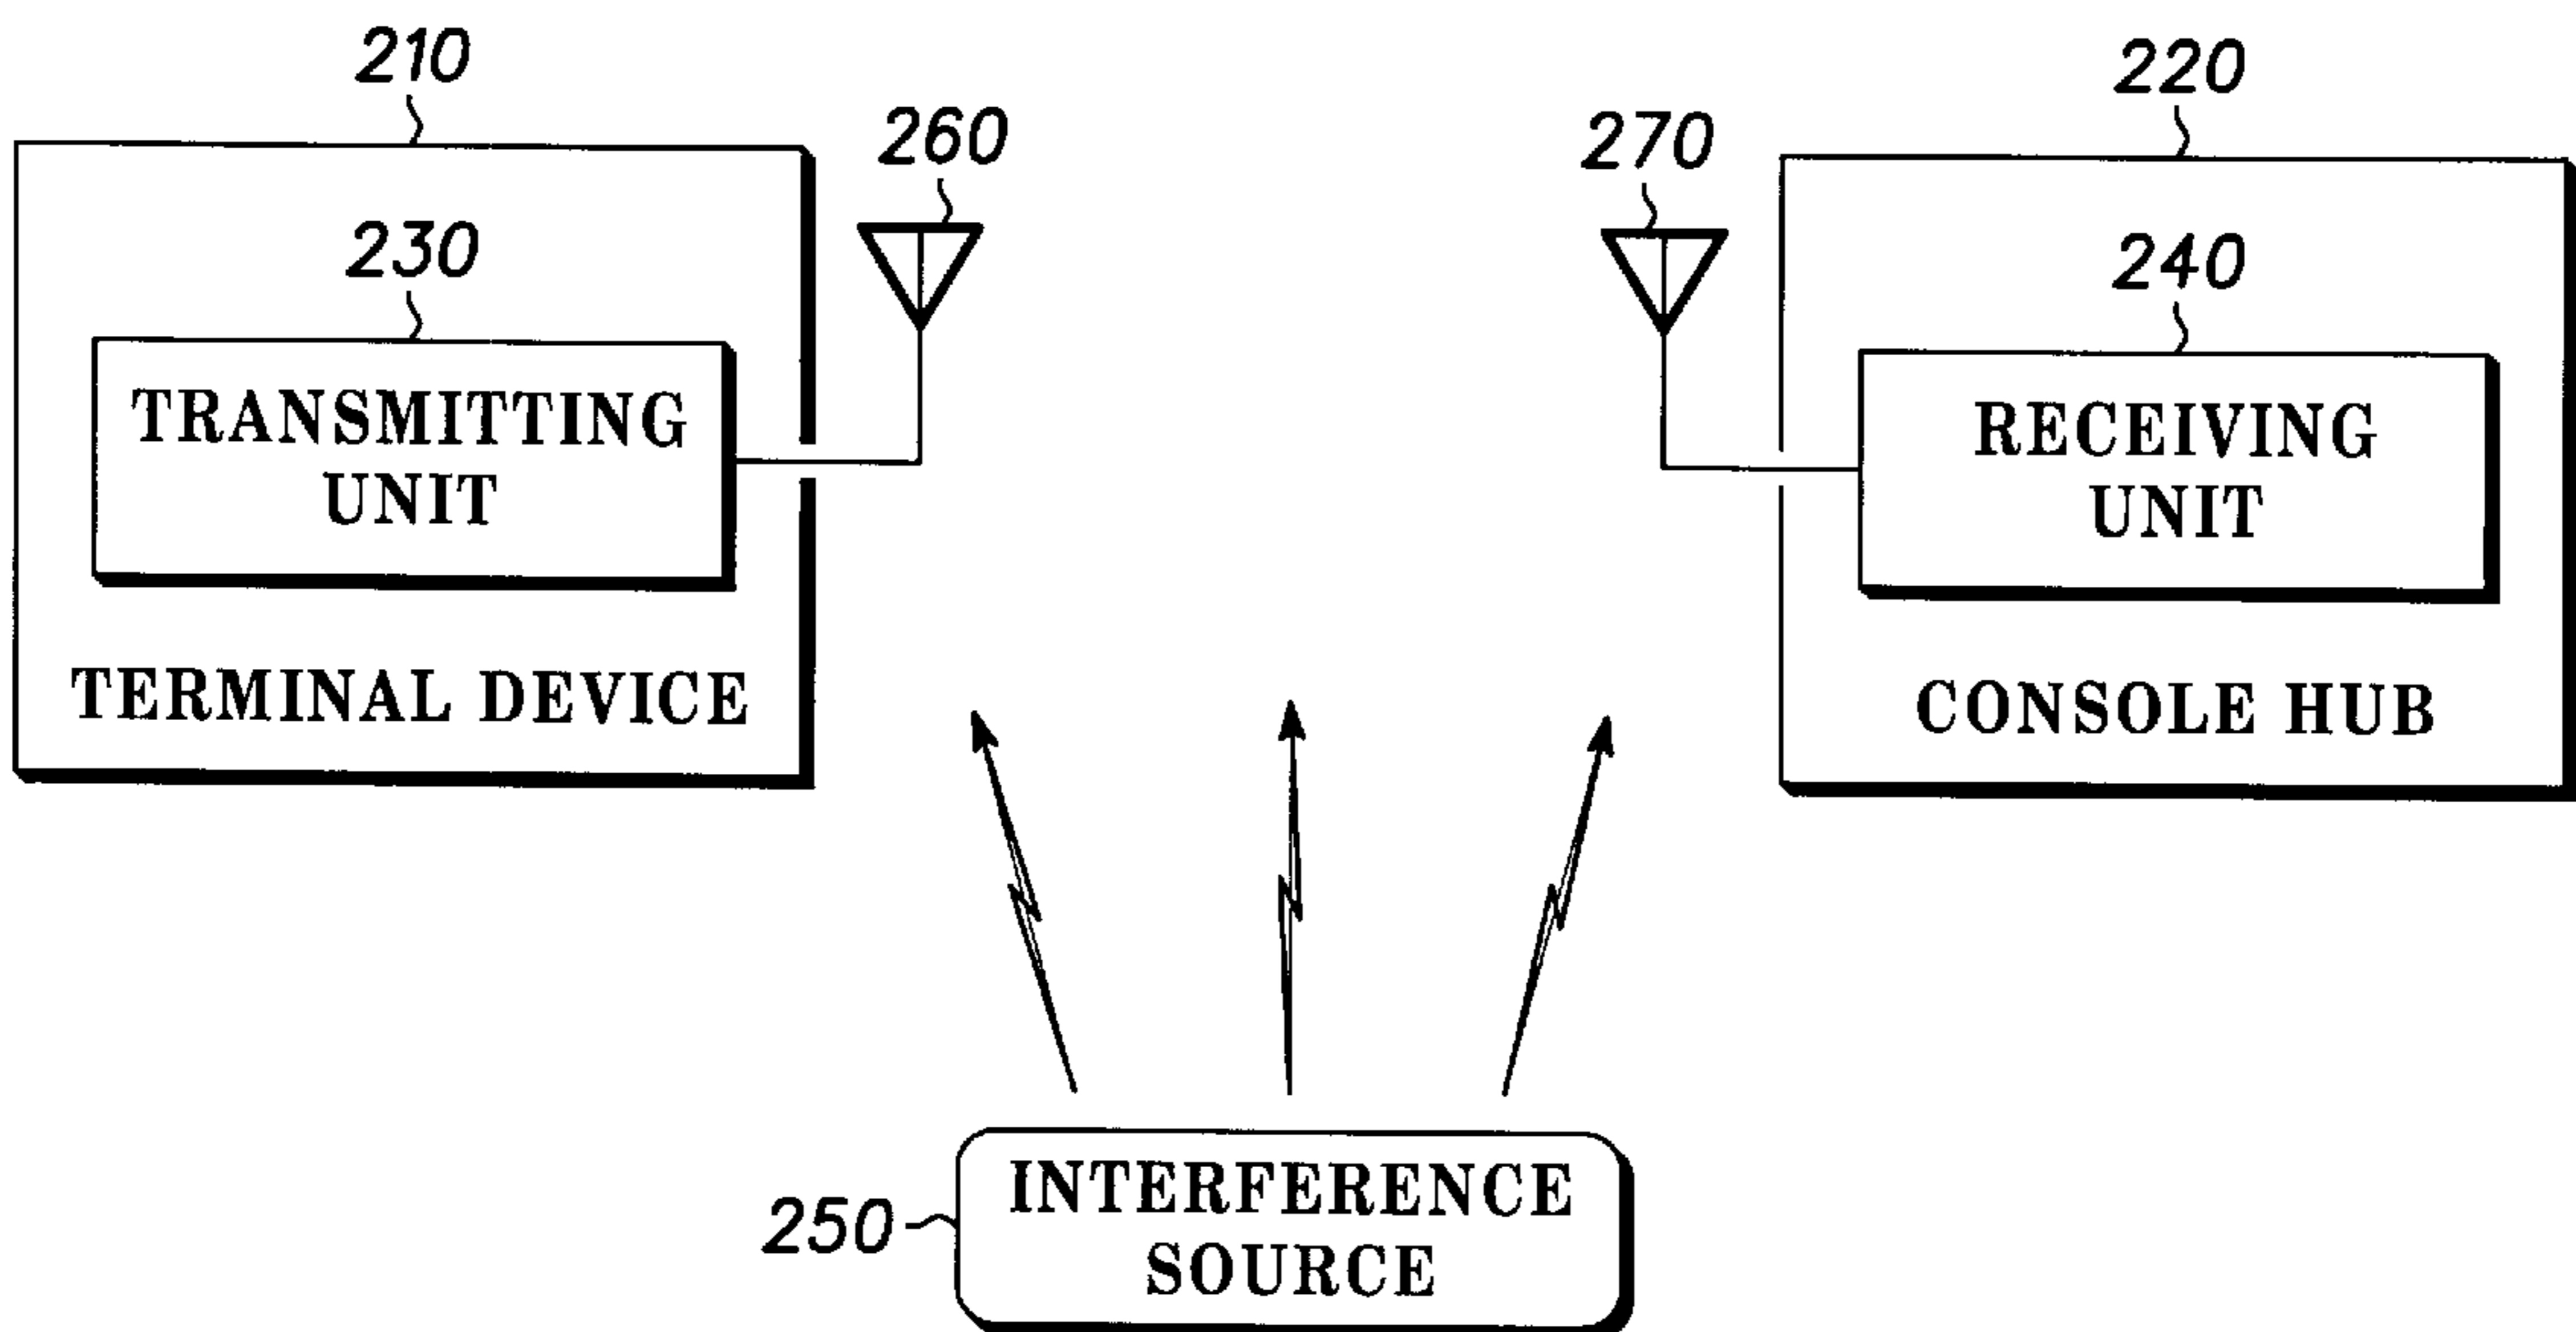 210
220
260
270
230
240
TRANSMITTING
UNIT
RECEIVING
UNIT
TERMINAL DEVICE
CONSOLE HUB
250
INTERFERENCE
SOURCE